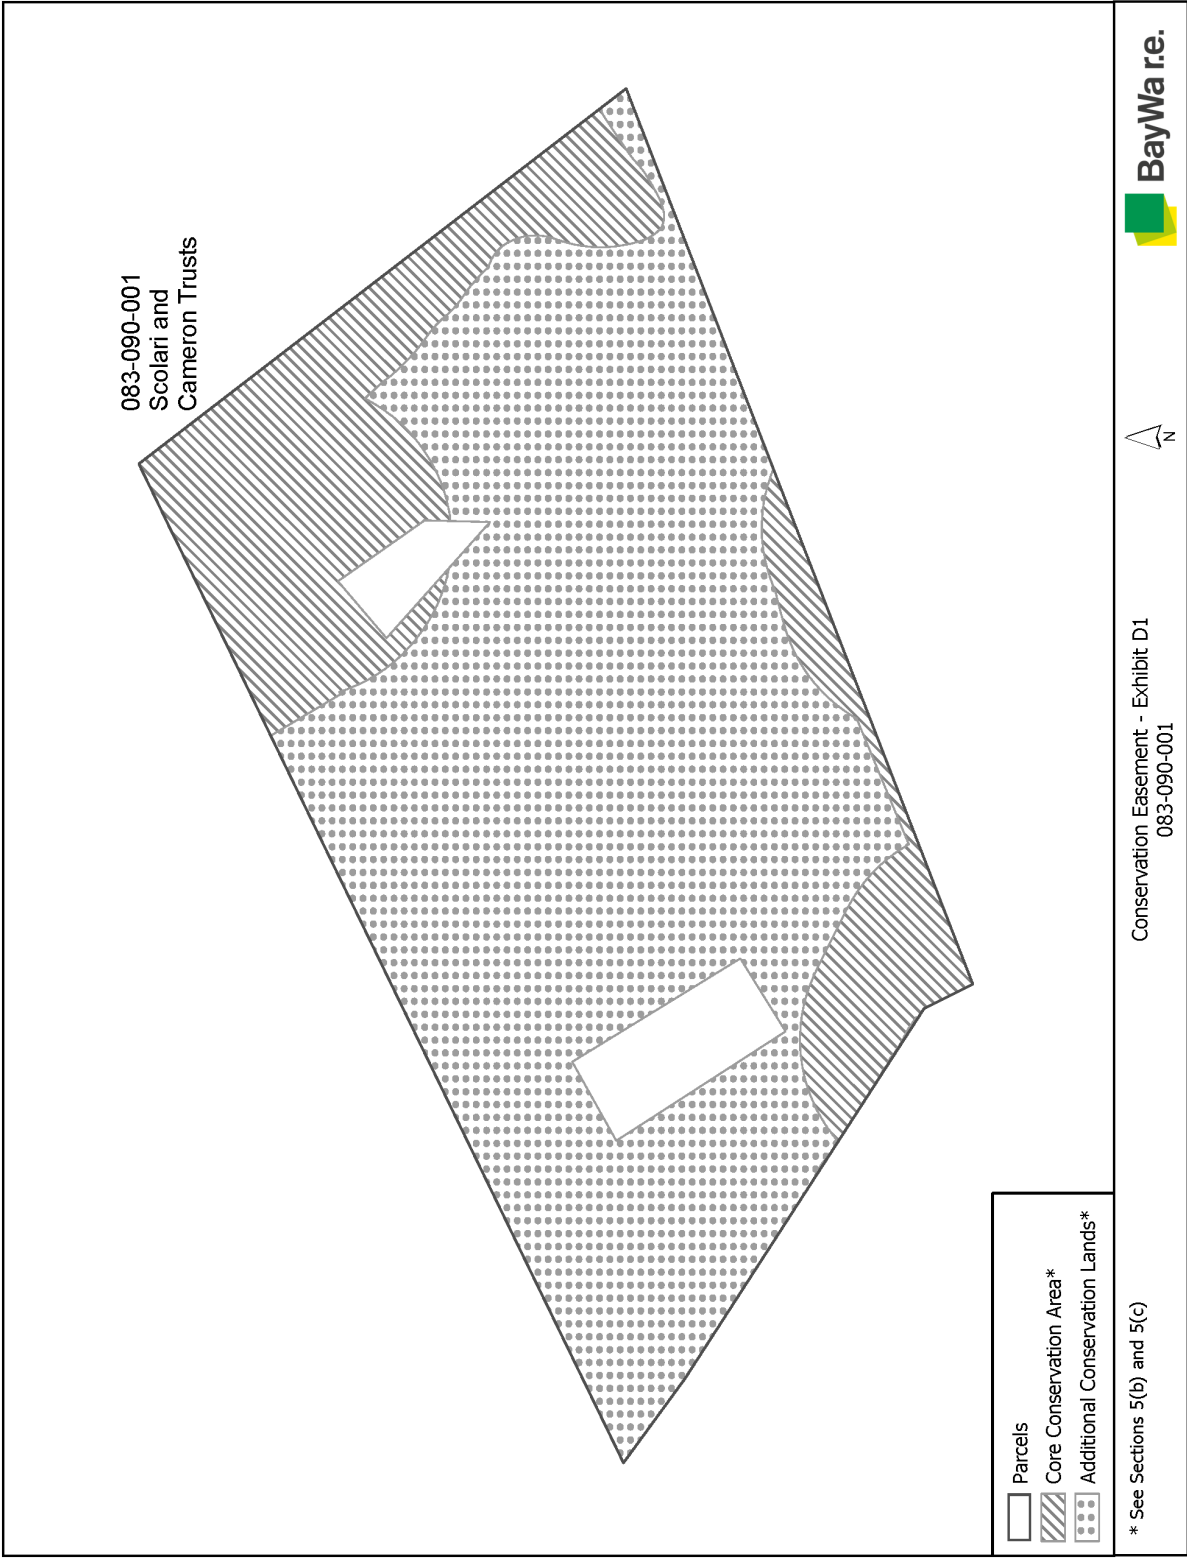 083-090-001
Scolari and
Cameron Trusts
Parcels
Core Conservation Area*
Additional Conservation Lands*
* See Sections 5(b) and 5(c)
Conservation Easement - Exhibit D1
083-090-001
N
BayWa r.e.